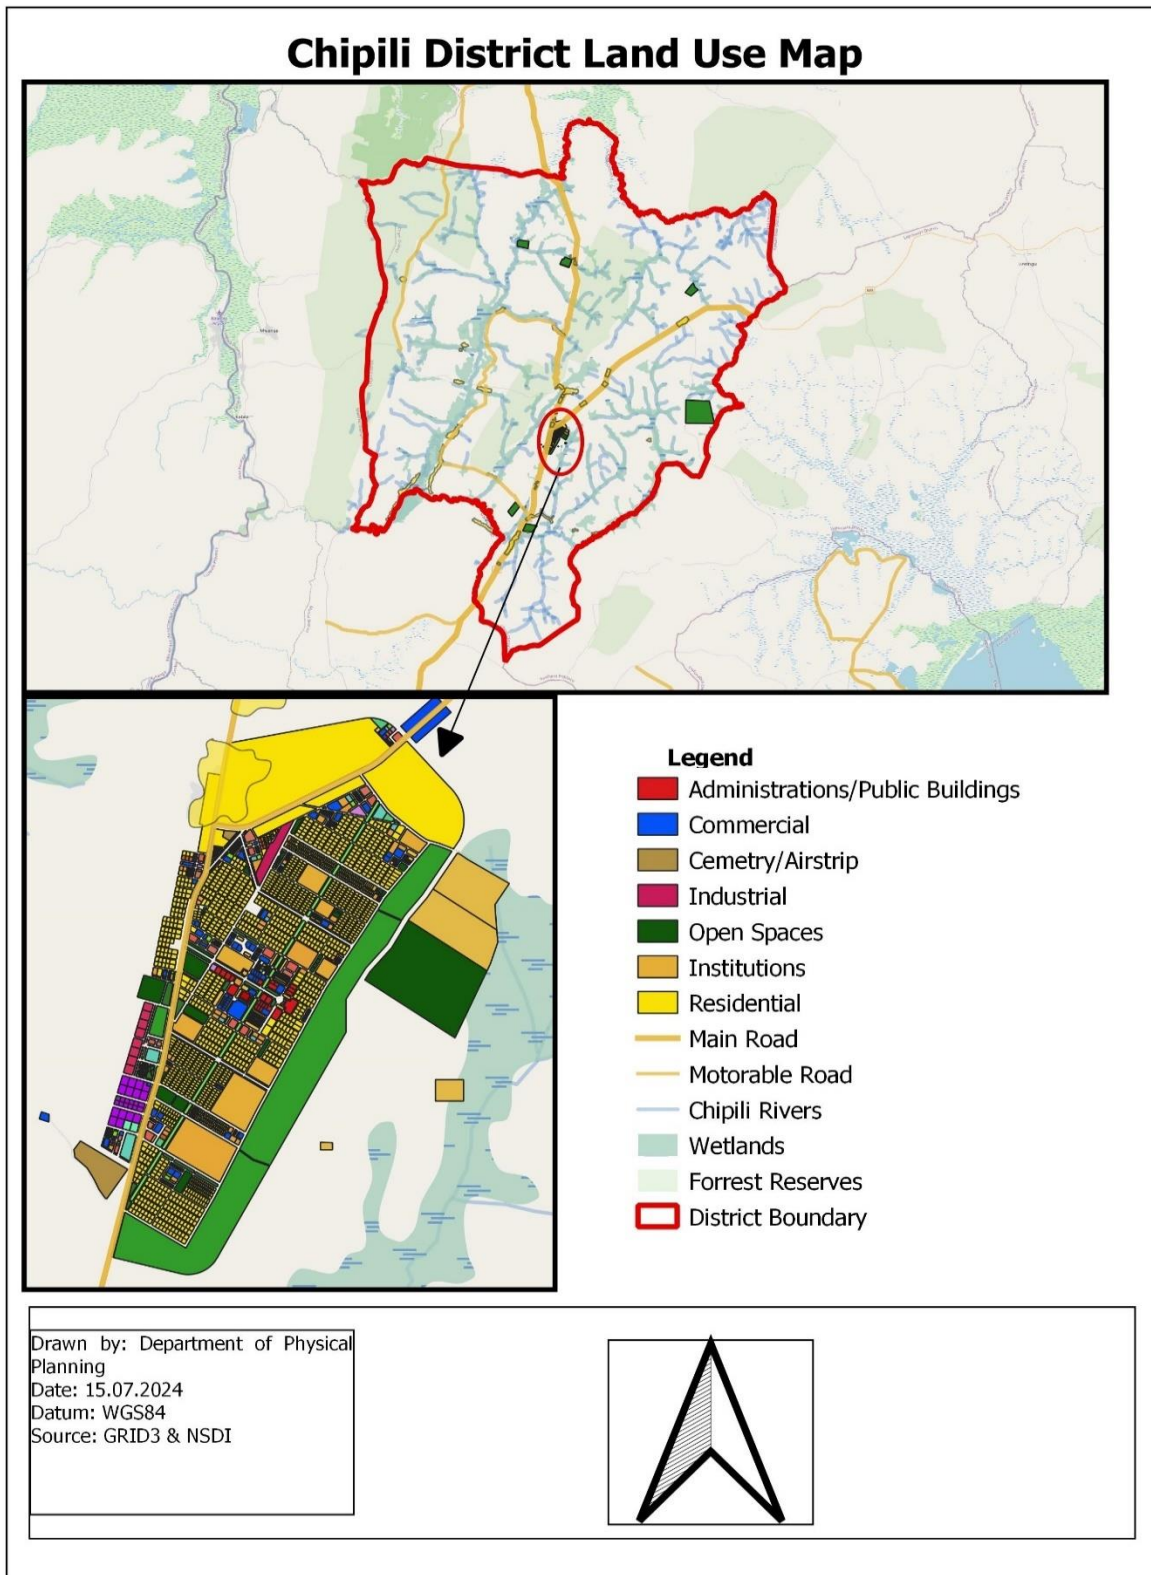 Chipili District Land Use Map
Legend
Administrations/Public Buildings
Commercial
Cemetry/Airstrip
Industrial
Open Spaces
Institutions
Residential
Main Road
Motorable Road
Chipili Rivers
Wetlands
Forrest Reserves
District Boundary
Drawn by: Department of Physical
Planning
Date: 15.07.2024
Datum: WGS84
Source: GRID3 & NSDI